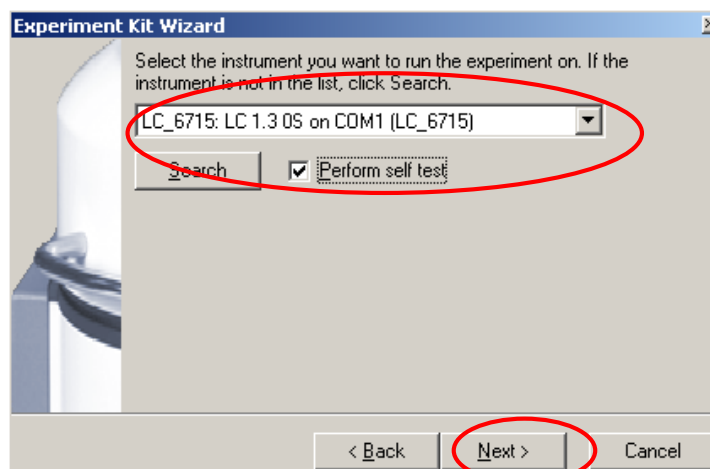 Experiment Kit Wizard
Select the instrument you want to run the experiment on. If the
instrument is not in the list, click Search.
LC_6715: LC 1.3 0S on COM1 (LC_6715)
Search Perform self test
< Back Next > Cancel